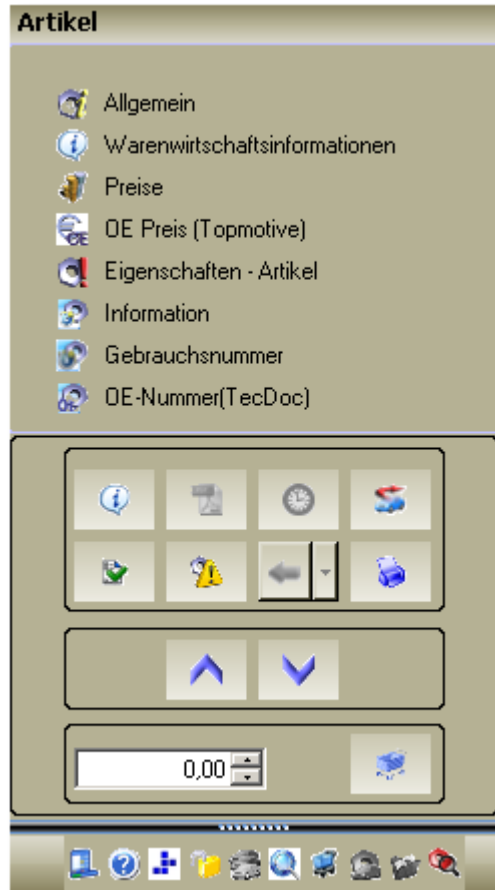 Artikel
Allgemein
Warenwirtschaftsinformationen
Preise
OE Preis (Topmotive)
Eigenschaften - Artikel
Information
Gebrauchsnummer
OE-Nummer(TecDoc)
0,00